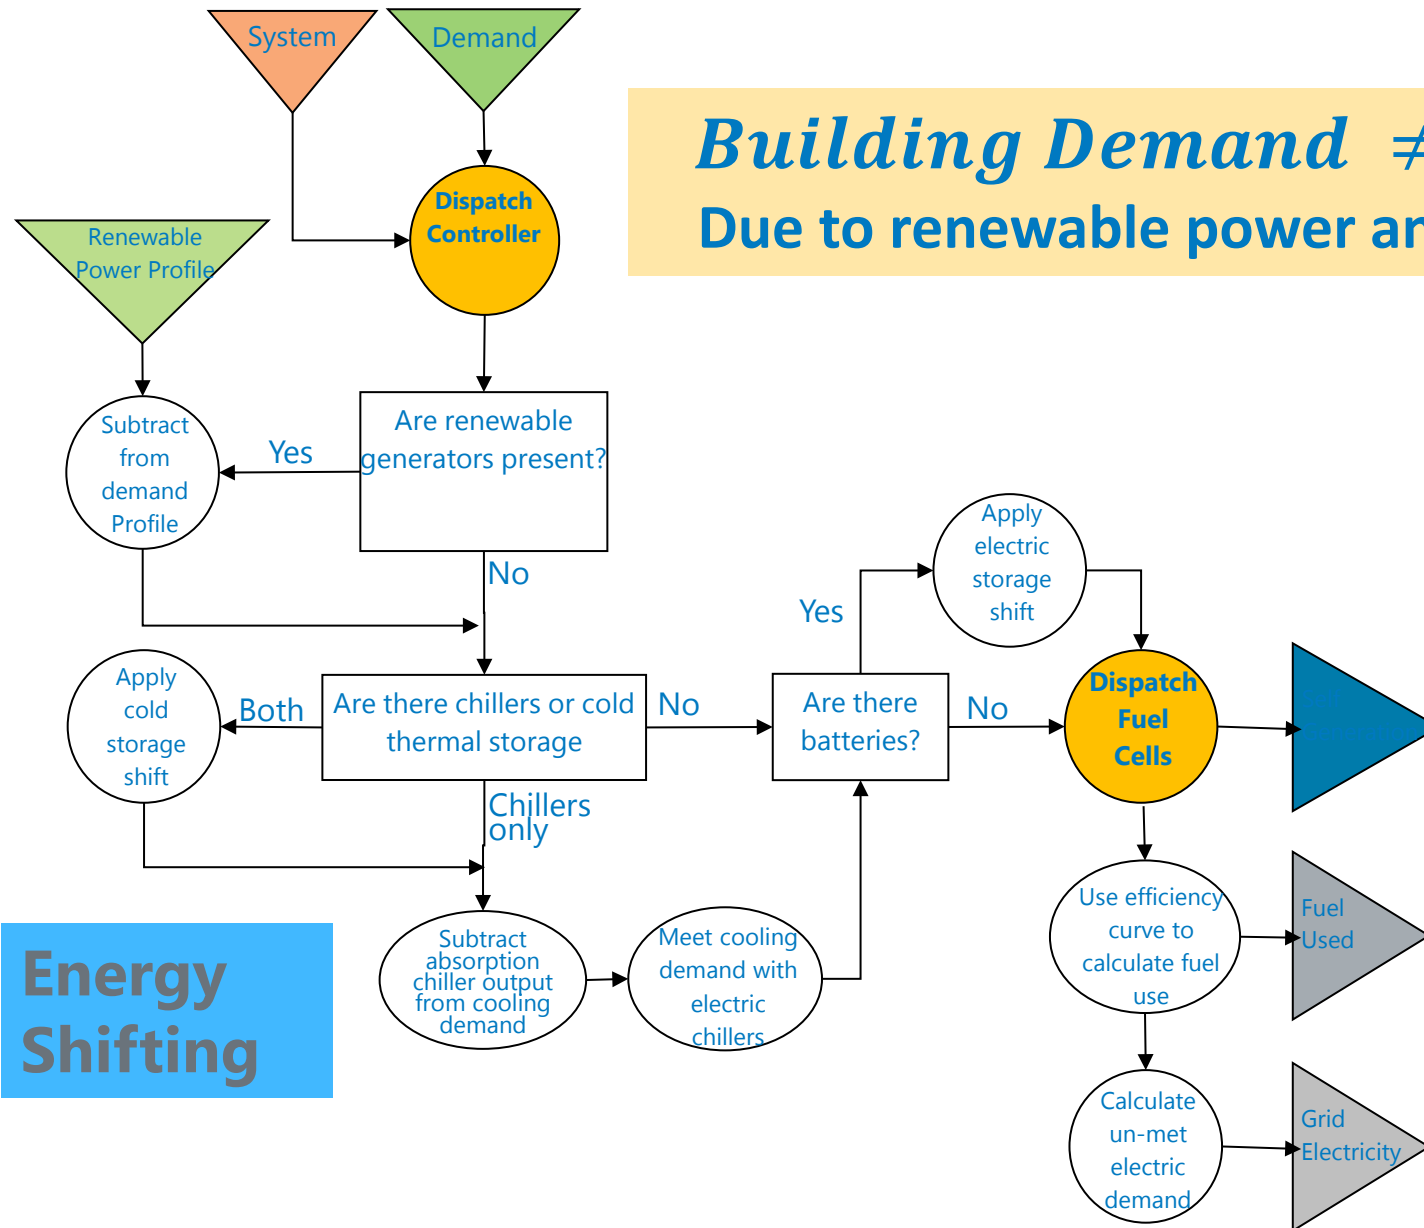 System
Demand
Building Demand ≠
Due to renewable power an
Dispatch
Controller
Renewable
Power Profile
Subtract
from
demand
Profile
Yes
Are renewable
generators present?
No
Apply
electric
storage
shift
Yes
Apply
cold
storage
shift
Both
Are there chillers or cold
thermal storage
No
Are there
batteries?
No
Dispatch
Fuel
Cells
Chillers
only
Use efficiency
curve to
calculate fuel
use
Fuel
Used
Energy
Shifting
Subtract
absorption
chiller output
from cooling
demand
Meet cooling
demand with
electric
chillers
Calculate
un-met
electric
demand
Grid
Electricity